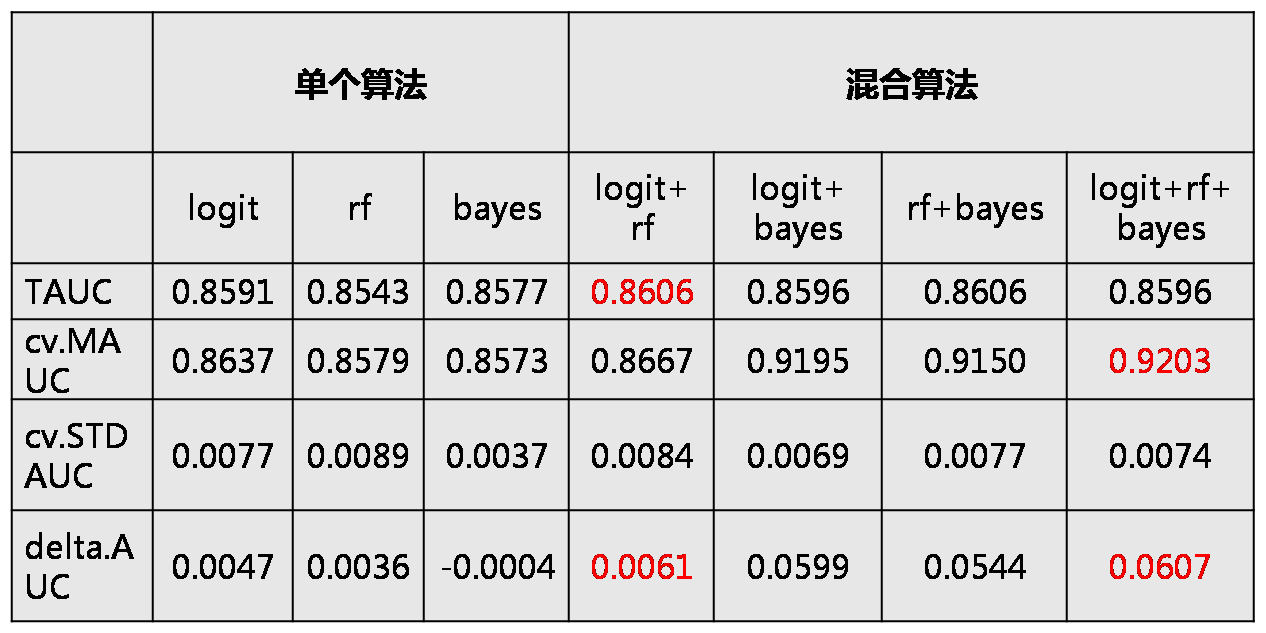 单个算法 混合算法
logit rf bayes logit+ rf logit+ bayes rf+bayes logit+rf+ bayes
TAUC 0.8591 0.8543 0.8577 0.8606 0.8596 0.8606 0.8596
cv.MA
UC 0.8637 0.8579 0.8573 0.8667 0.9195 0.9150 0.9203
cv.STD
AUC 0.0077 0.0089 0.0037 0.0084 0.0069 0.0077 0.0074
delta.A
UC 0.0047 0.0036 -0.0004 0.0061 0.0599 0.0544 0.0607